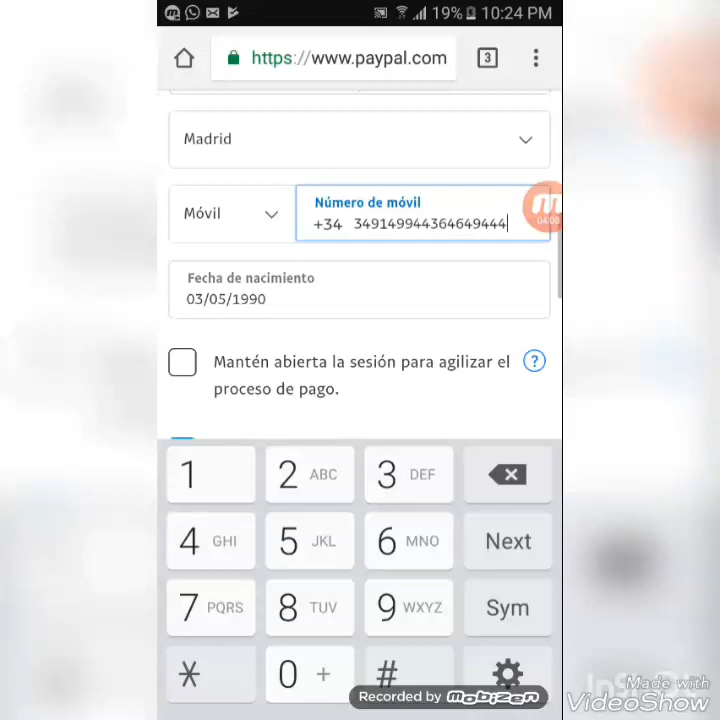 19% 10:24 PM
https://www.paypal.com
3
Madrid
Móvil
Número de móvil
+34 349149944364649444
04:00
Fecha de nacimiento
03/05/1990
Mantén abierta la sesión para agilizar el
proceso de pago.
?
1 2 ABC 3 DEF
4 GHI 5 JKL 6 MNO Next
7 PQRS 8 TUV 9 WXYZ Sym
* 0 + #
Recorded by mobizen
Made with
VideoShow